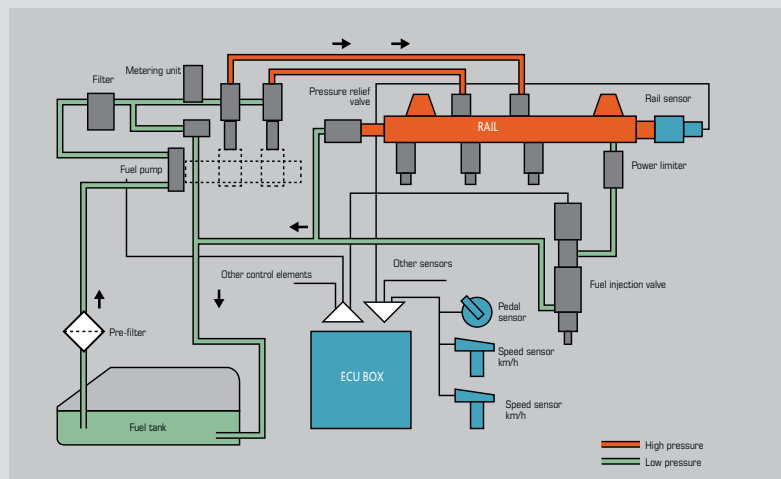 Metering unit
Filter
Pressure relief
valve
Rail sensor
RAIL
Fuel pump
Power limiter
Other control elements
Other sensors
Fuel injection valve
Pedal
sensor
Pre-filter
Speed sensor
km/h
ECU BOX
Speed sensor
km/h
Fuel tank
High pressure
Low pressure